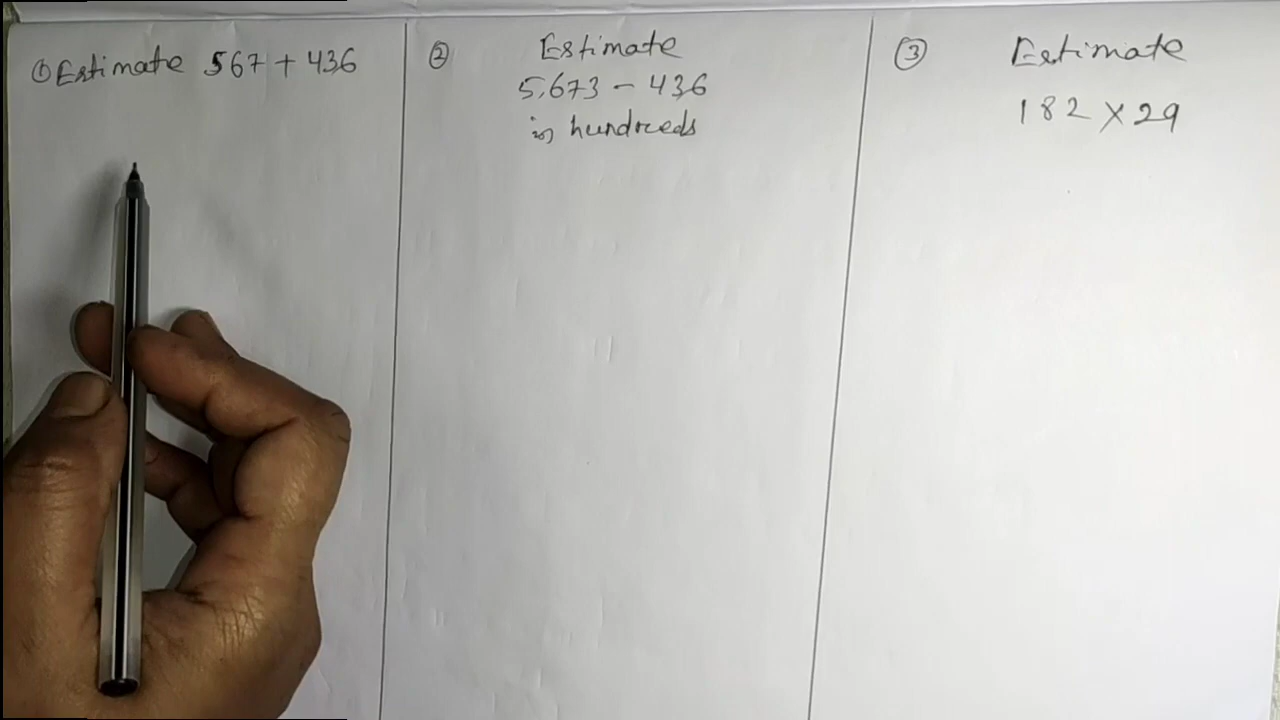 ① Estimate 567 + 436
②
Estimate
5,673 - 436
in hundreds
③
Estimate
182 × 29